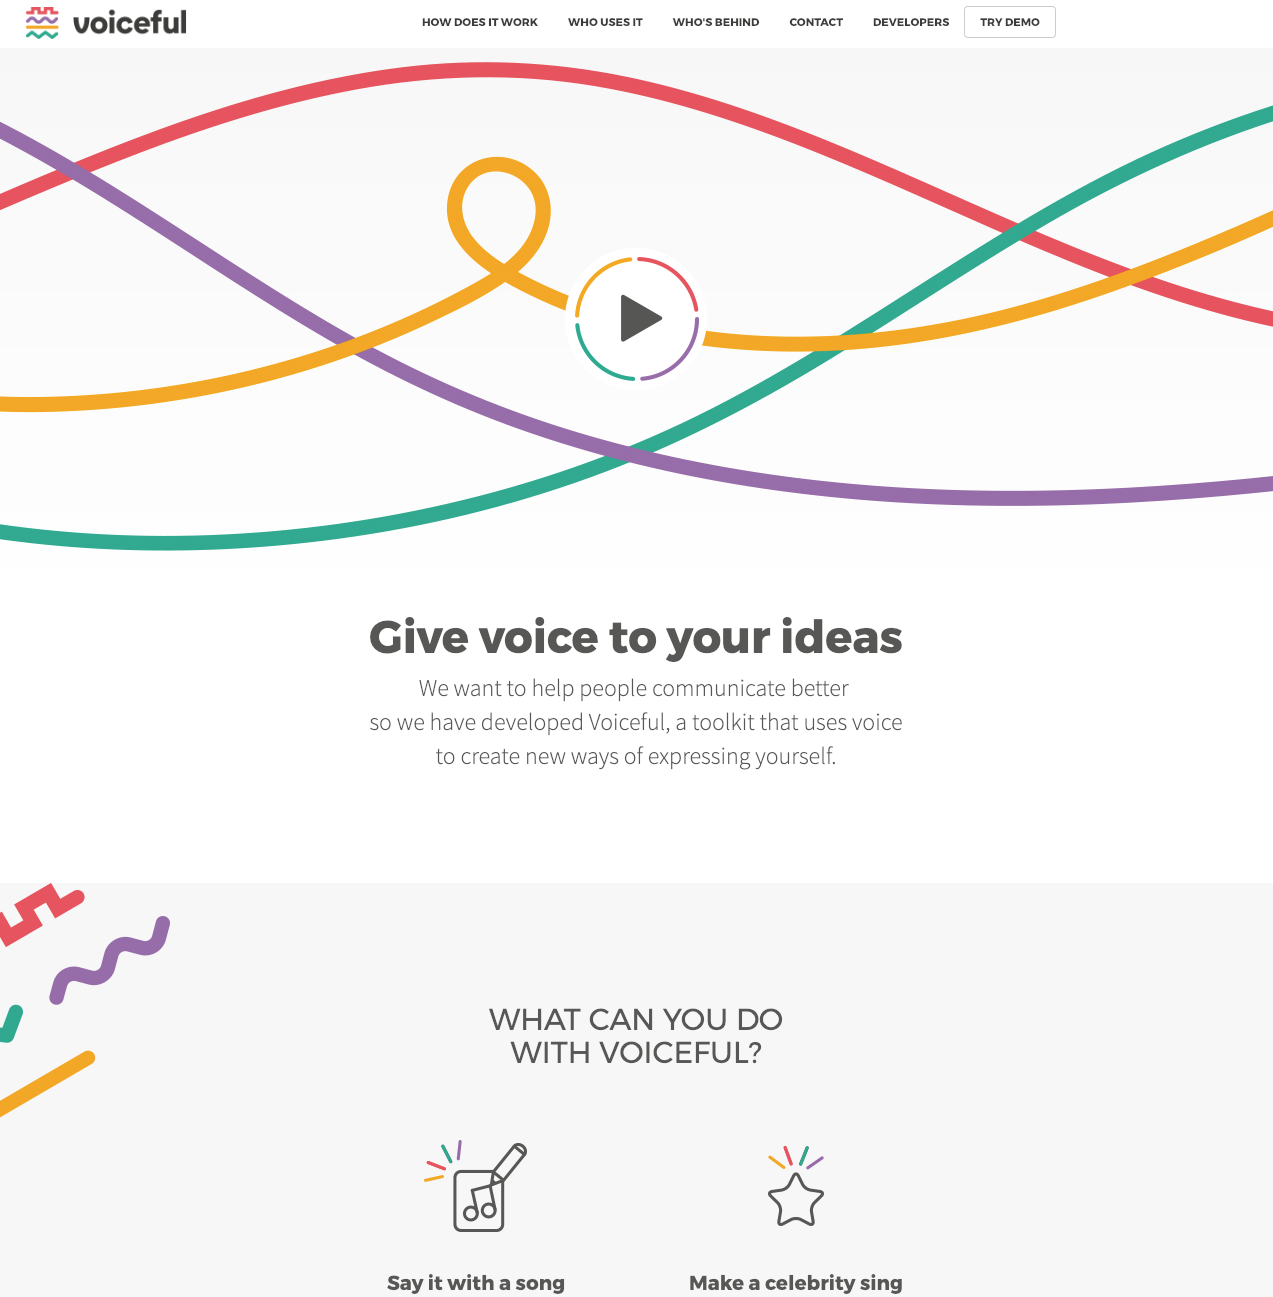 voiceful
HOW DOES IT WORK
WHO USES IT
WHO'S BEHIND
CONTACT
DEVELOPERS
TRY DEMO
Give voice to your ideas
We want to help people communicate better
so we have developed Voiceful, a toolkit that uses voice
to create new ways of expressing yourself.
WHAT CAN YOU DO
WITH VOICEFUL?
Say it with a song
Make a celebrity sing